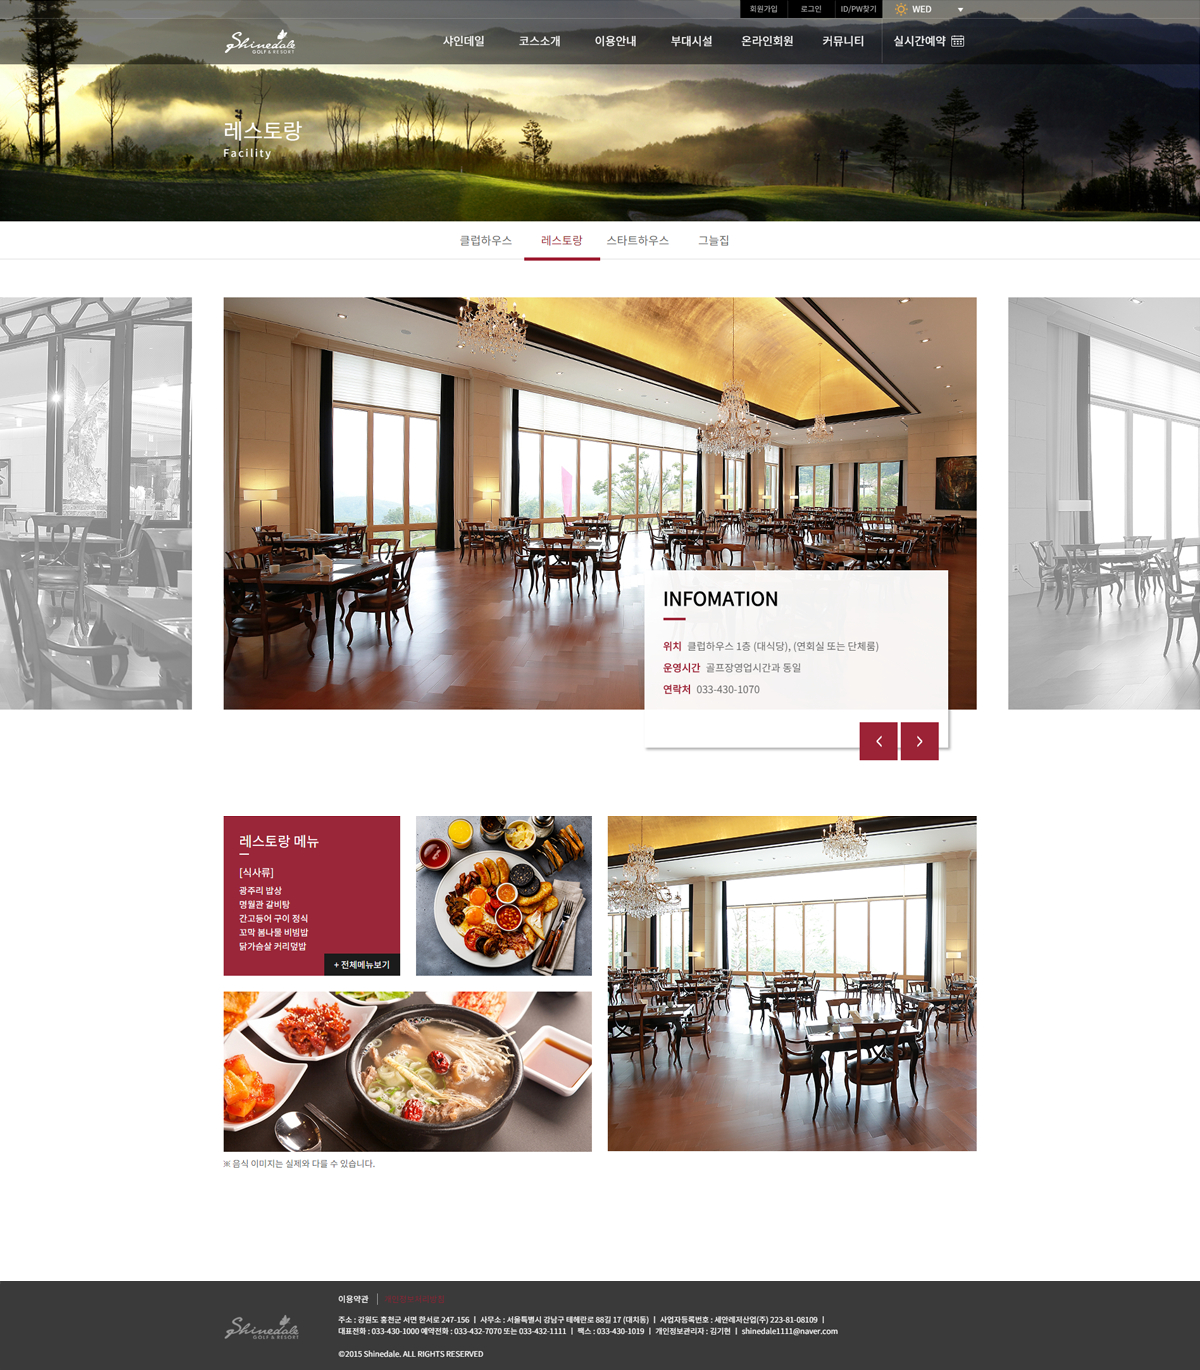 회원가입
로그인
ID/PW찾기
WED
Shinedale
GOLF & RESORT
샤인데일
코스소개
이용안내
부대시설
온라인회원
커뮤니티
실시간예약
레스토랑
Facility
클럽하우스
레스토랑
스타트하우스
그늘집
INFOMATION
위치 클럽하우스 1층 (대식당), (연회실 또는 단체룸)
운영시간 골프장영업시간과 동일
연락처 033-430-1070
레스토랑 메뉴
[식사류]
광주리 밥상
명월관 갈비탕
간고등어 구이 정식
꼬막 봄나물 비빔밥
닭가슴살 커리덮밥
+ 전체메뉴보기
※ 음식 이미지는 실제와 다를 수 있습니다.
이용약관
개인정보처리방침
Shinedale
GOLF & RESORT
주소 : 강원도 홍천군 서면 한서로 247-156 | 사무소 : 서울특별시 강남구 테헤란로 88길 17 (대치동) | 사업자등록번호 : 세안레저산업(주) 223-81-08109 |
대표전화 : 033-430-1000 예약전화 : 033-432-7070 또는 033-432-1111 | 팩스 : 033-430-1019 | 개인정보관리자 : 김기현 | shinedale1111@naver.com
©2015 Shinedale. ALL RIGHTS RESERVED